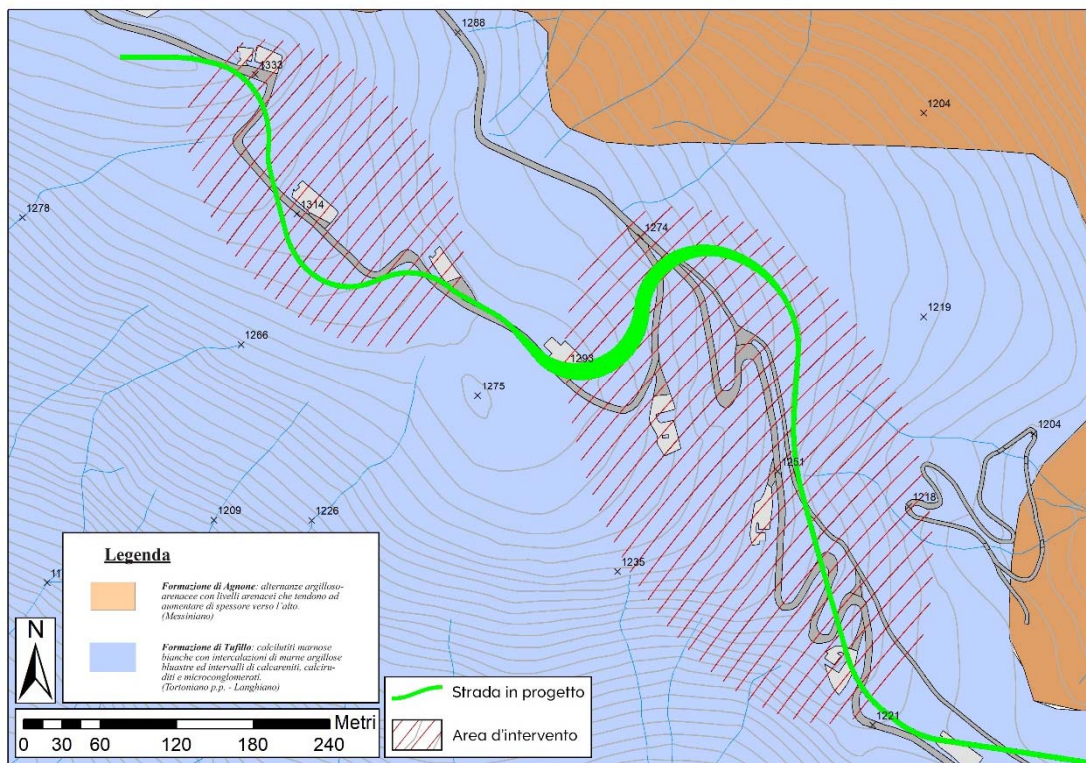 1288
1333
1204
1278
1314
1274
1266
1293
1219
1275
1204
1251
1218
1209
1226
1235
1221
Legenda
Formazione di Agnone: alternanze argilloso-
arenacee con livelli arenacei che tendono ad
aumentare di spessore verso l'alto.
(Messiniano)
Formazione di Tufillo: calcilutiti marnose
bianche con intercalazioni di marne argillose
bluastre ed intervalli di calcareniti, calciru-
diti e microconglomerati.
(Tortoniano p.p. - Langhiano)
N
Metri
0 30 60 120 180 240
Strada in progetto
Area d'intervento